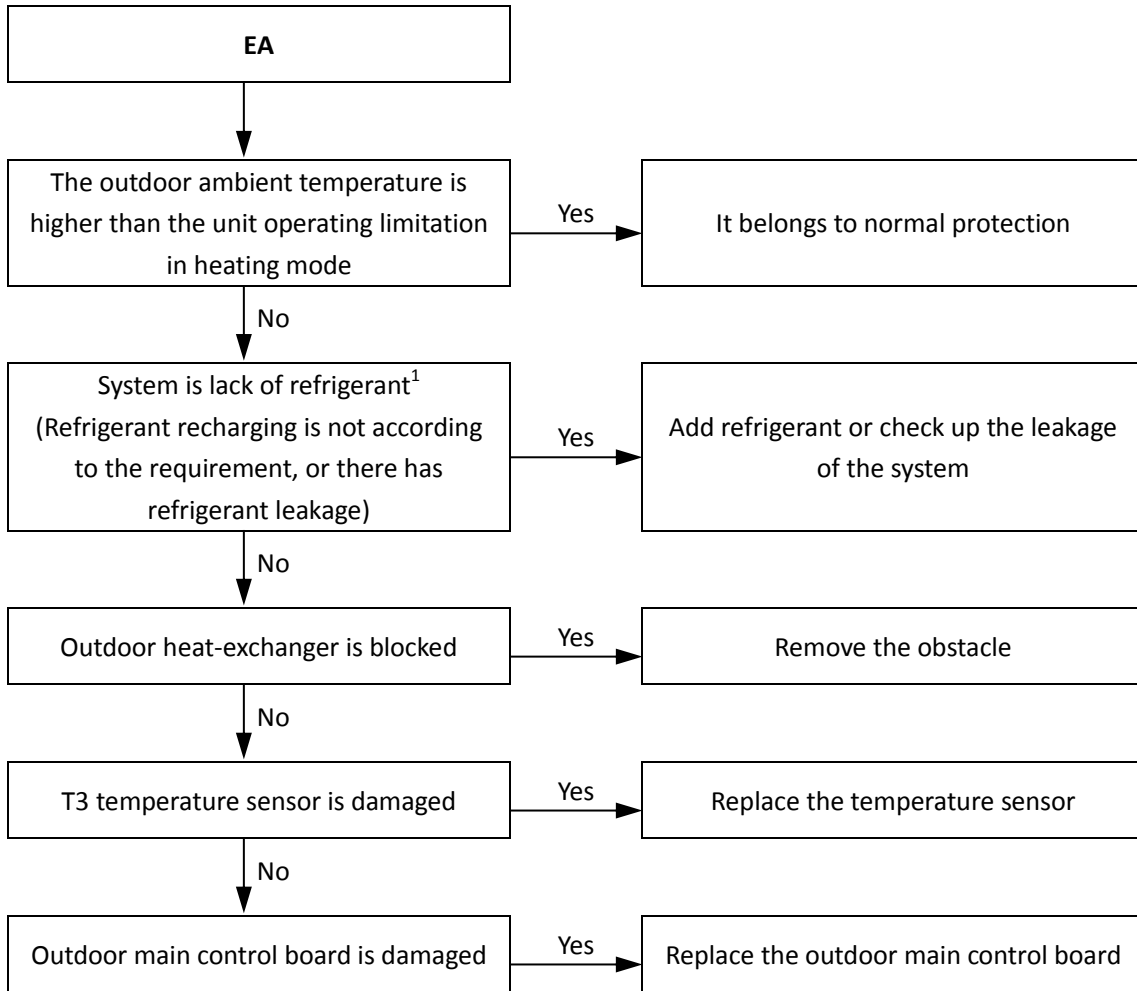 EA
The outdoor ambient temperature is
higher than the unit operating limitation
in heating mode
Yes
It belongs to normal protection
No
System is lack of refrigerant1
(Refrigerant recharging is not according
to the requirement, or there has
refrigerant leakage)
Yes
Add refrigerant or check up the leakage
of the system
No
Outdoor heat-exchanger is blocked
Yes
Remove the obstacle
No
T3 temperature sensor is damaged
Yes
Replace the temperature sensor
No
Outdoor main control board is damaged
Yes
Replace the outdoor main control board